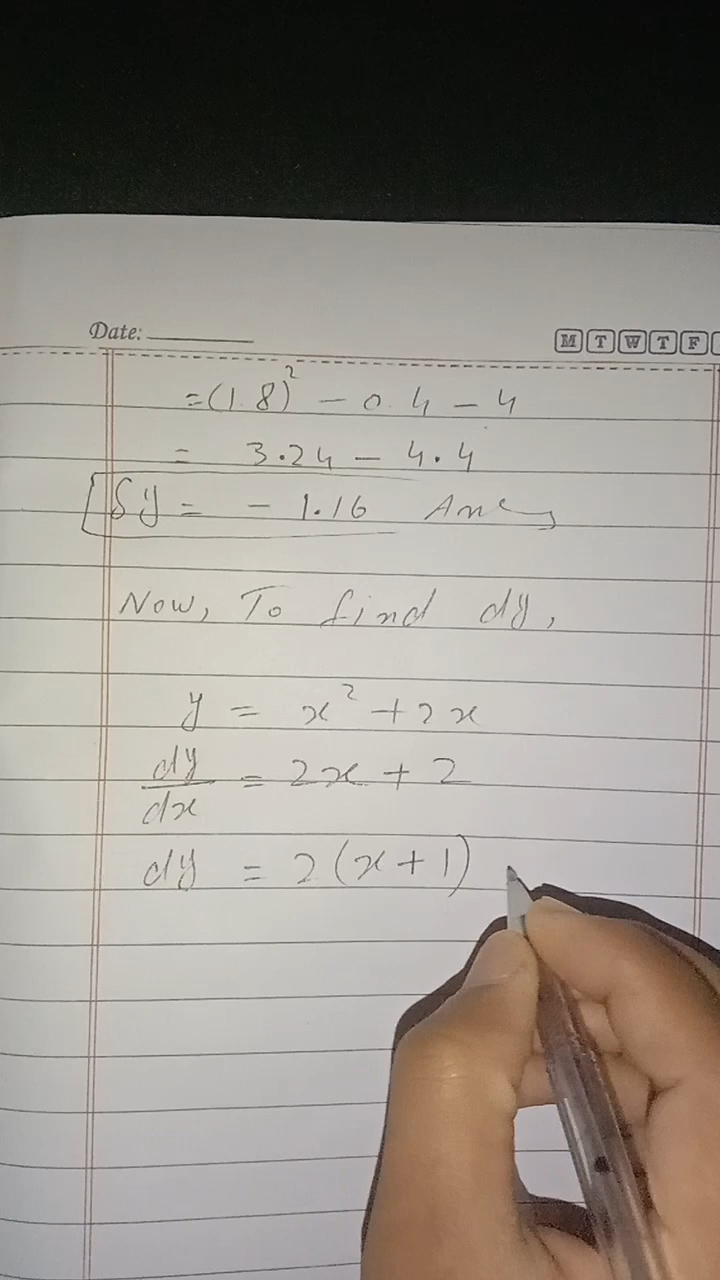 Date:
M T W T F
=(1.8)² - 0.4 - 4
= 3.24 - 4.4
δy = - 1.16 Ans
Now, To find dy,
y = x² + 2x
dy/dx = 2x + 2
dy = 2(x+1)